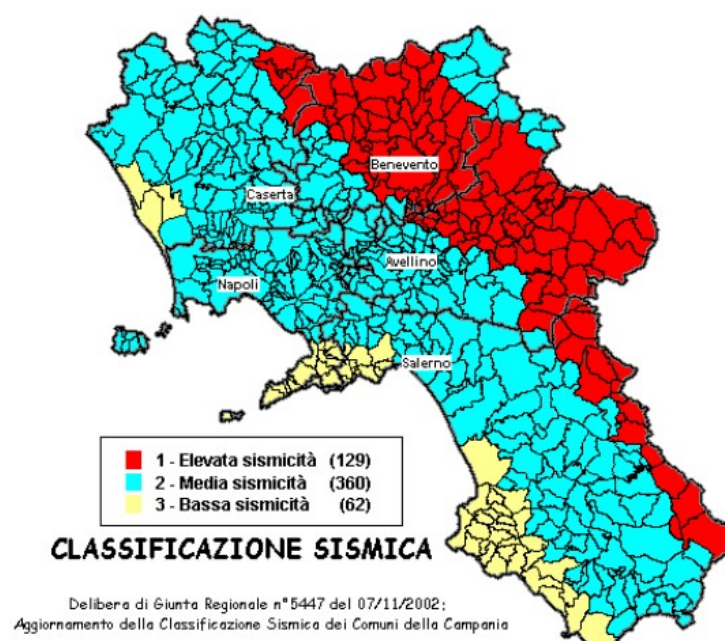 Benevento
Caserta
Avellino
Napoli
Salerno
1 - Elevata sismicità (129)
2 - Media sismicità (360)
3 - Bassa sismicità (62)
CLASSIFICAZIONE SISMICA
Delibera di Giunta Regionale n°5447 del 07/11/2002;
Aggiornamento della Classificazione Sismica dei Comuni della Campania